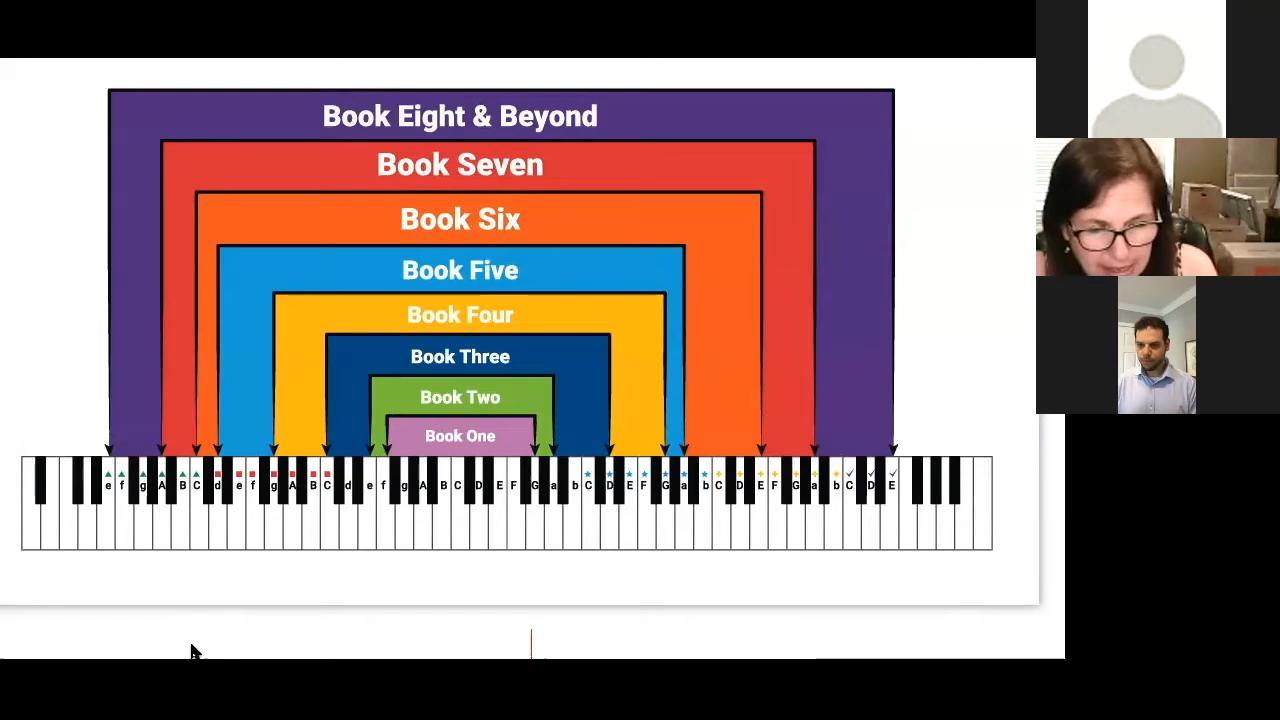 Book Eight & Beyond
Book Seven
Book Six
Book Five
Book Four
Book Three
Book Two
Book One
e f g A B C d e f g A B C d e f g A B C D E F G a b C D E F G a b C D E F G a b C D E